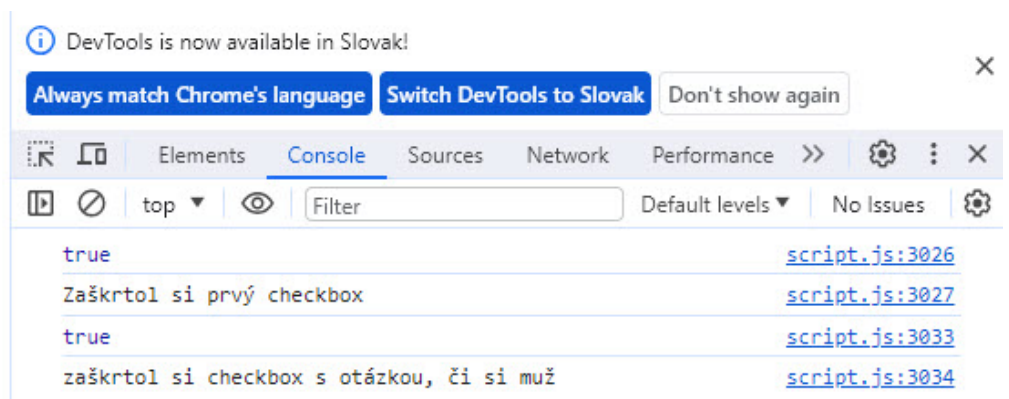 DevTools is now available in Slovak!
Always match Chrome's language Switch DevTools to Slovak Don't show again
Elements Console Sources Network Performance
top Filter Default levels No Issues
true script.js:3026
Zaškrtol si prvý checkbox script.js:3027
true script.js:3033
zaškrtol si checkbox s otázkou, či si muž script.js:3034